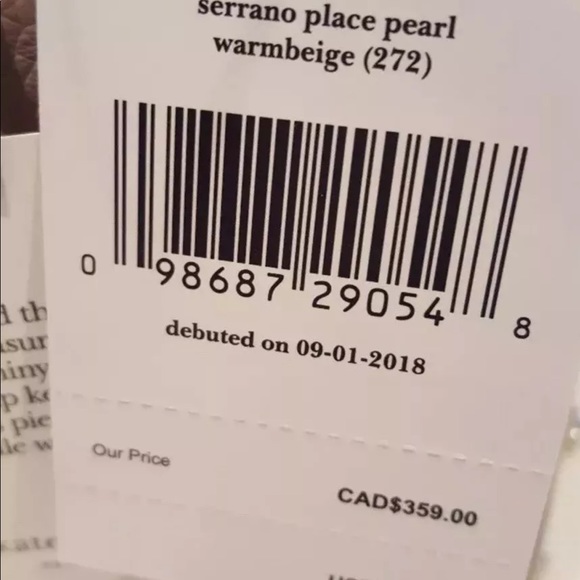 serrano place pearl
warmbeige (272)
0 98687 29054 8
debuted on 09-01-2018
Our Price
CAD$359.00
pie